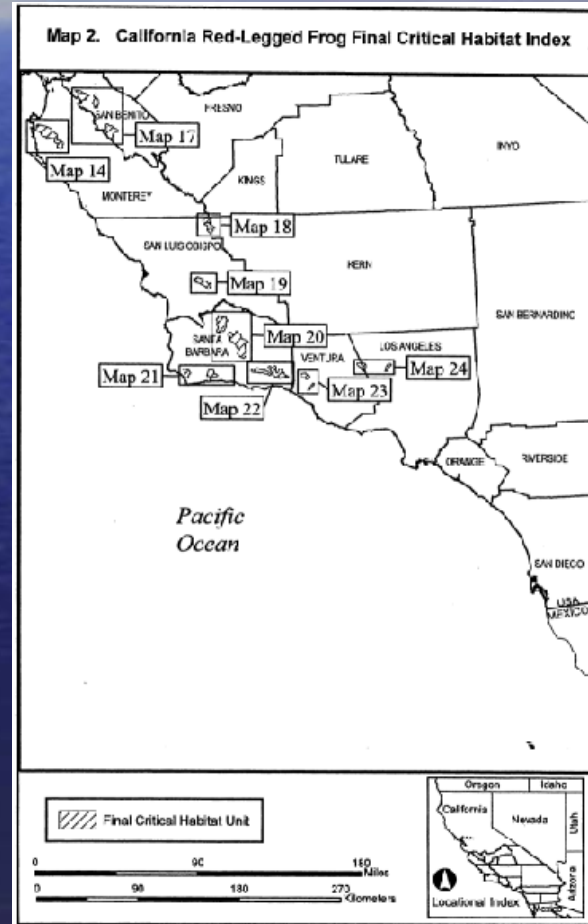 Map 2. California Red-Legged Frog Final Critical Habitat Index
FRESNO
SAN BENITO
Map 17
TULARE
INYO
Map 14
KINGS
MONTEREY
Map 18
SAN LUIS OBISPO
KERN
Map 19
SAN BERNARDINO
SANTA
BARBARA
Map 20
VENTURA
LOS ANGELES
Map 21
Map 24
Map 23
Map 22
ORANGE
RIVERSIDE
Pacific
Ocean
SAN DIEGO
USA
MEXICO
Final Critical Habitat Unit
0 90 180
Miles
0 90 180 270
Kilometers
Oregon
Idaho
California
Nevada
Utah
Arizona
Mexico
Locational Index